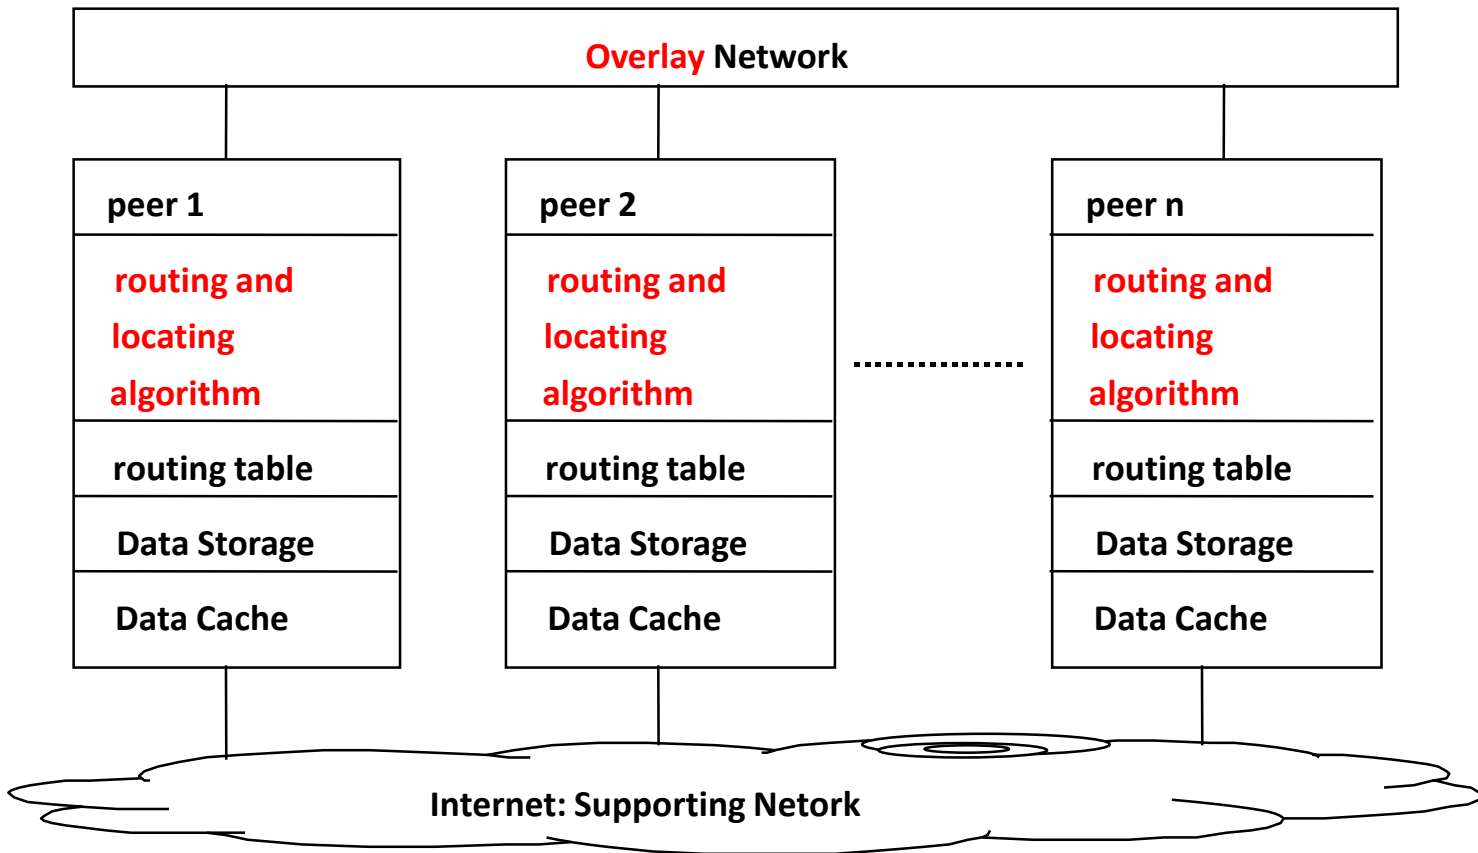 Overlay Network
peer 1
routing and
locating
algorithm
routing table
Data Storage
Data Cache
peer 2
routing and
locating
algorithm
routing table
Data Storage
Data Cache
peer n
routing and
locating
algorithm
routing table
Data Storage
Data Cache
Internet: Supporting Netork